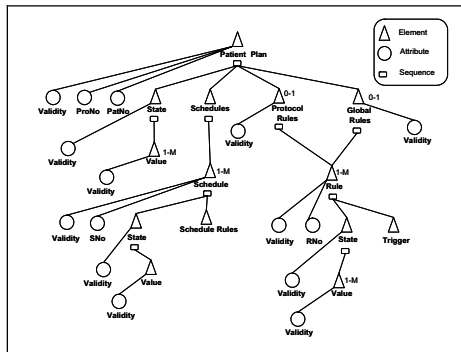 Element
Attribute
Sequence
Patient Plan
0-1
0-1
Validity
ProNo
PatNo
State
Schedules
Protocol
Rules
Global
Rules
Validity
Validity
Validity
1-M
Value
Validity
1-M
Schedule
1-M
Rule
Validity
SNo
State
Schedule Rules
Validity
RNo
State
Trigger
Validity
Value
Validity
Validity
1-M
Value
Validity